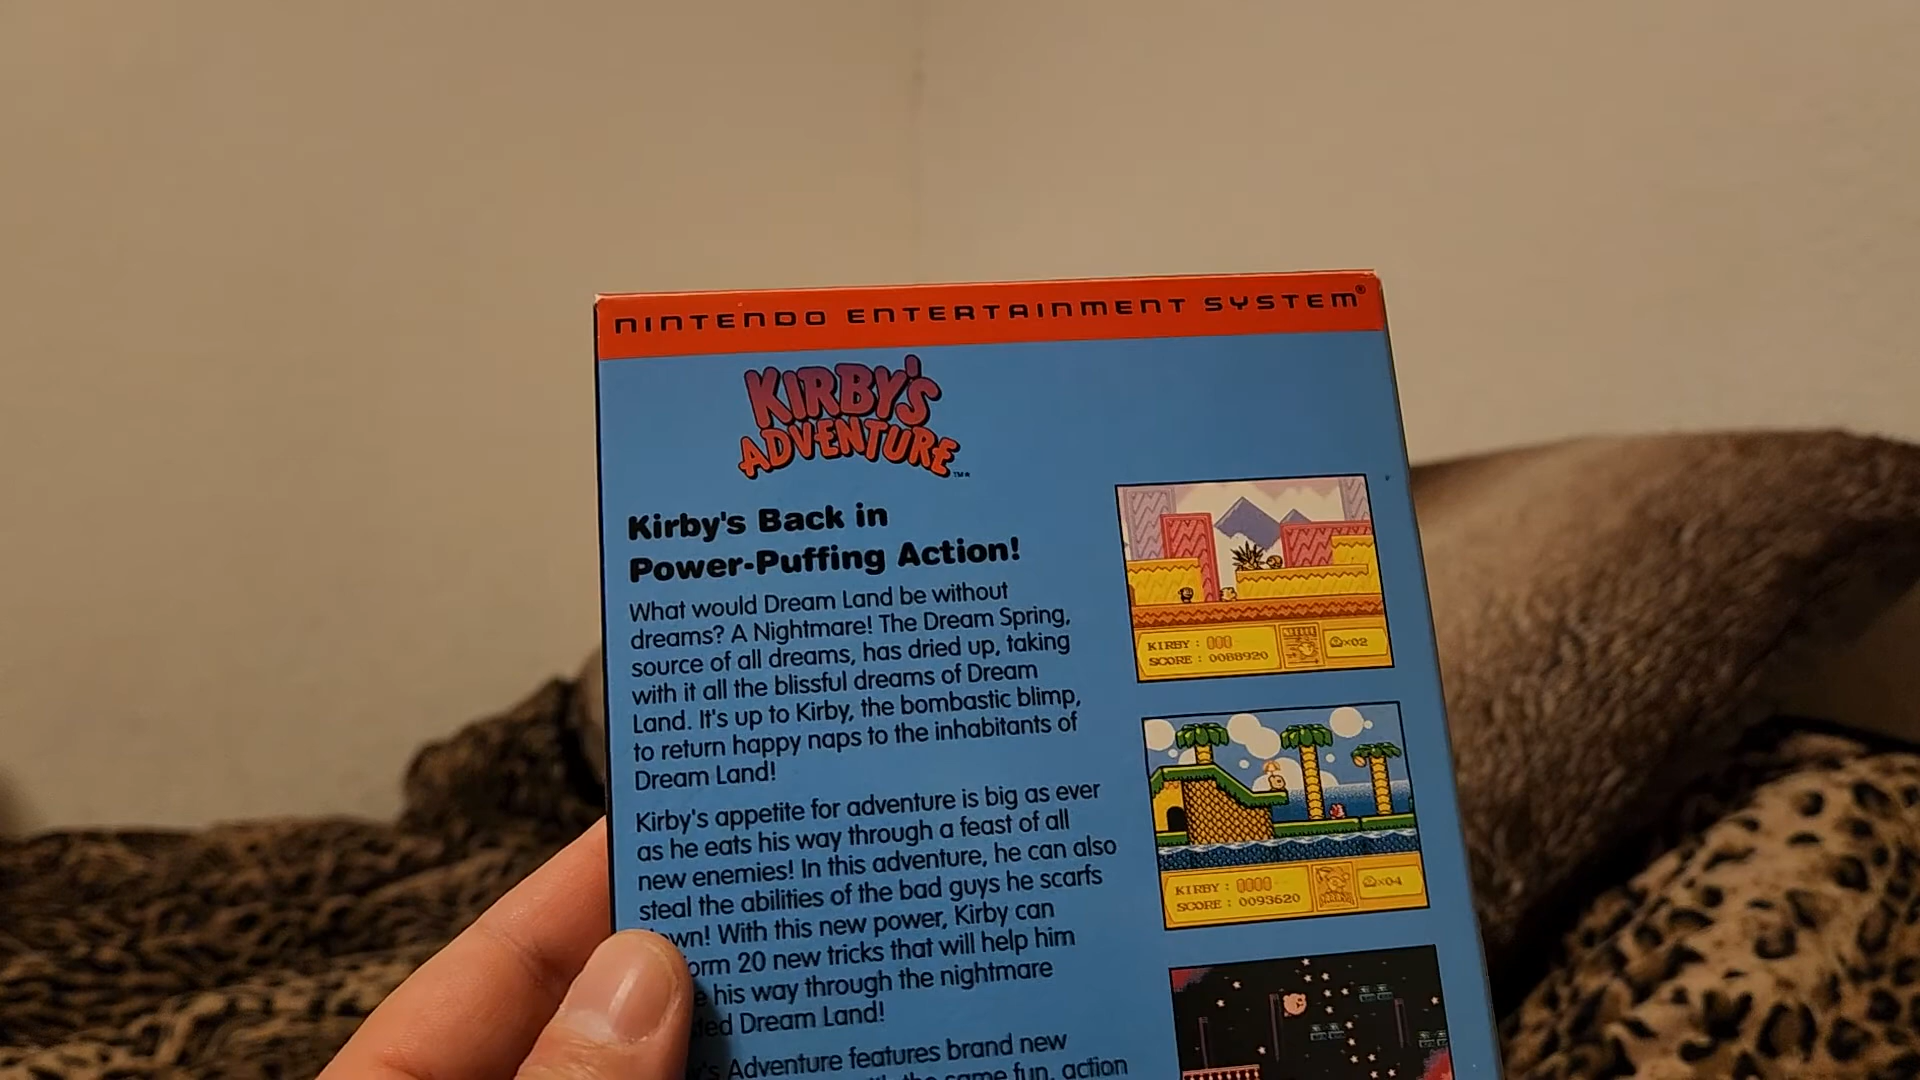 NINTENDO ENTERTAINMENT SYSTEM®
KIRBY'S
ADVENTURE™
Kirby's Back in
Power-Puffing Action!
What would Dream Land be without
dreams? A Nightmare! The Dream Spring,
source of all dreams, has dried up, taking
with it all the blissful dreams of Dream
Land. It's up to Kirby, the bombastic blimp,
to return happy naps to the inhabitants of
Dream Land!
Kirby's appetite for adventure is big as ever
as he eats his way through a feast of all
new enemies! In this adventure, he can also
steal the abilities of the bad guys he scarfs
With this new power, Kirby can
20 new tricks that will help him
his way through the nightmare
Dream Land!
Adventure features brand new
the same fun, action
KIRBY :
SCORE : 0088920
×02
KIRBY :
SCORE : 0093620
×04